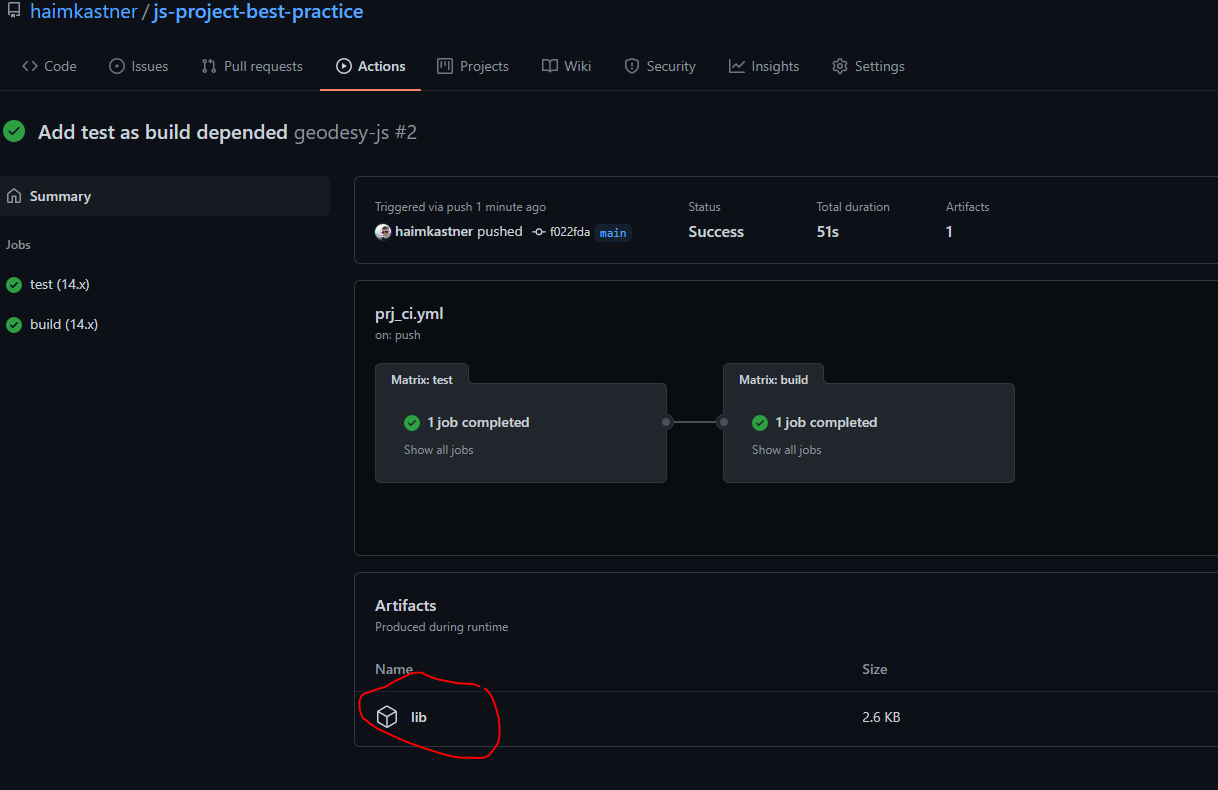 haimkastner / js-project-best-practice
Code Issues Pull requests Actions Projects Wiki Security Insights Settings
Add test as build depended geodesy-js #2
Summary
Jobs
test (14.x)
build (14.x)
Triggered via push 1 minute ago
haimkastner pushed f022fda main
Status
Success
Total duration
51s
Artifacts
1
prj_ci.yml
on: push
Matrix: test
1 job completed
Show all jobs
Matrix: build
1 job completed
Show all jobs
Artifacts
Produced during runtime
Name Size
lib 2.6 KB